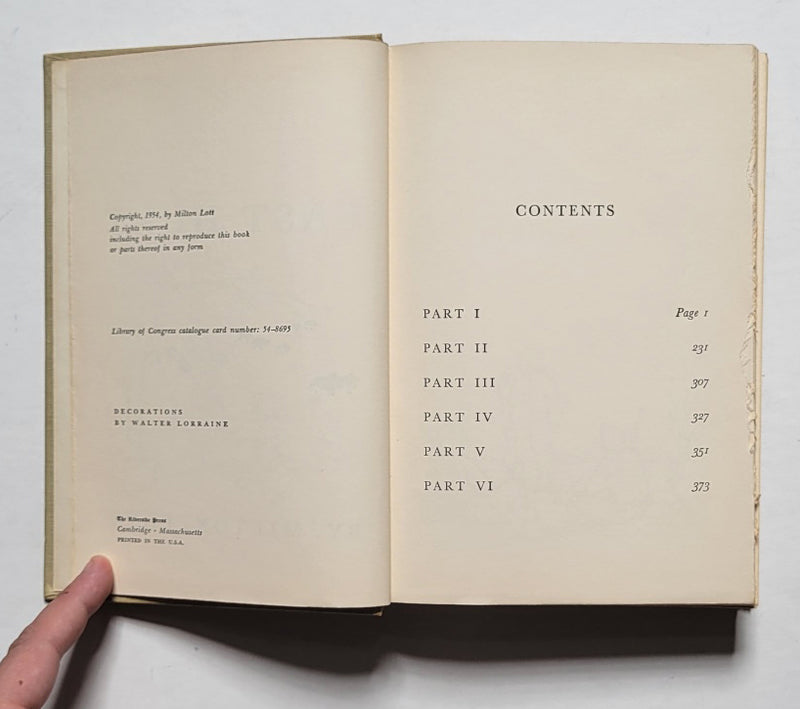 Copyright, 1954, by Milton Lott
All rights reserved
including the right to reproduce this book
or parts thereof in any form
Library of Congress catalogue card number: 54-8695
DECORATIONS
BY WALTER LORRAINE
The Riverside Press
Cambridge · Massachusetts
PRINTED IN THE U.S.A.
CONTENTS
PART I Page 1
PART II 231
PART III 307
PART IV 327
PART V 351
PART VI 373